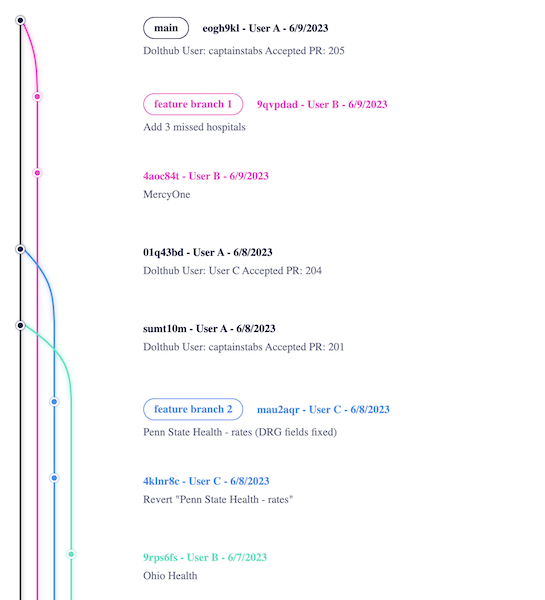 main eogh9kl - User A - 6/9/2023
Dolthub User: captainstabs Accepted PR: 205
feature branch 1 9qvpdad - User B - 6/9/2023
Add 3 missed hospitals
4aoc84t - User B - 6/9/2023
MercyOne
01q43bd - User A - 6/8/2023
Dolthub User: User C Accepted PR: 204
sumt10m - User A - 6/8/2023
Dolthub User: captainstabs Accepted PR: 201
feature branch 2 mau2aqr - User C - 6/8/2023
Penn State Health - rates (DRG fields fixed)
4klnr8c - User C - 6/8/2023
Revert "Penn State Health - rates"
9rps6fs - User B - 6/7/2023
Ohio Health